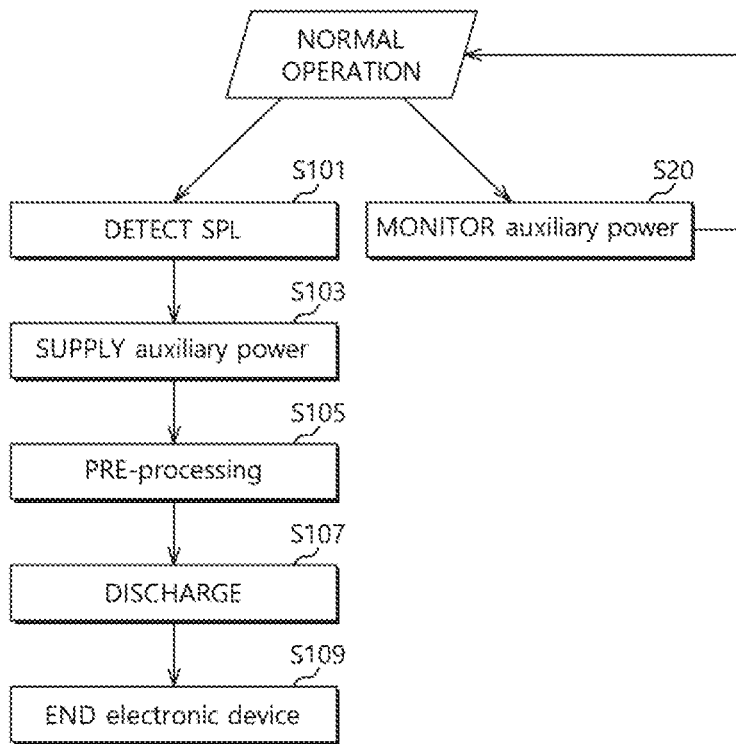 NORMAL
OPERATION
S101
DETECT SPL
S20
MONITOR auxiliary power
S103
SUPPLY auxiliary power
S105
PRE-processing
S107
DISCHARGE
S109
END electronic device